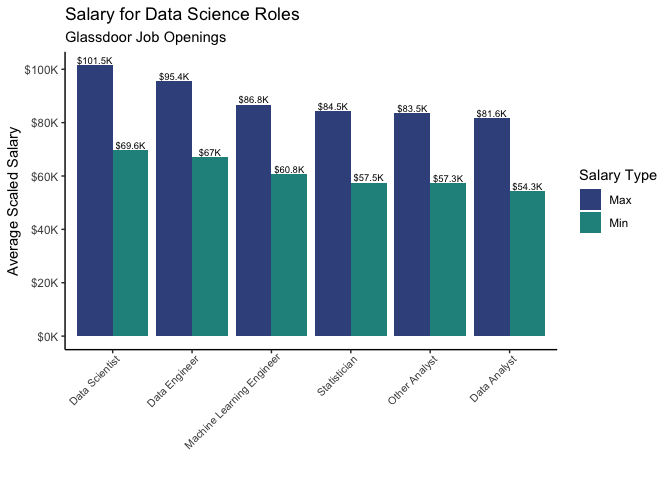 Salary for Data Science Roles
Glassdoor Job Openings
Average Scaled Salary
$100K
$80K
$60K
$40K
$20K
$0K
$101.5K
$69.6K
$95.4K
$67K
$86.8K
$60.8K
$84.5K
$57.5K
$83.5K
$57.3K
$81.6K
$54.3K
Data Scientist
Data Engineer
Machine Learning Engineer
Statistician
Other Analyst
Data Analyst
Salary Type
Max
Min